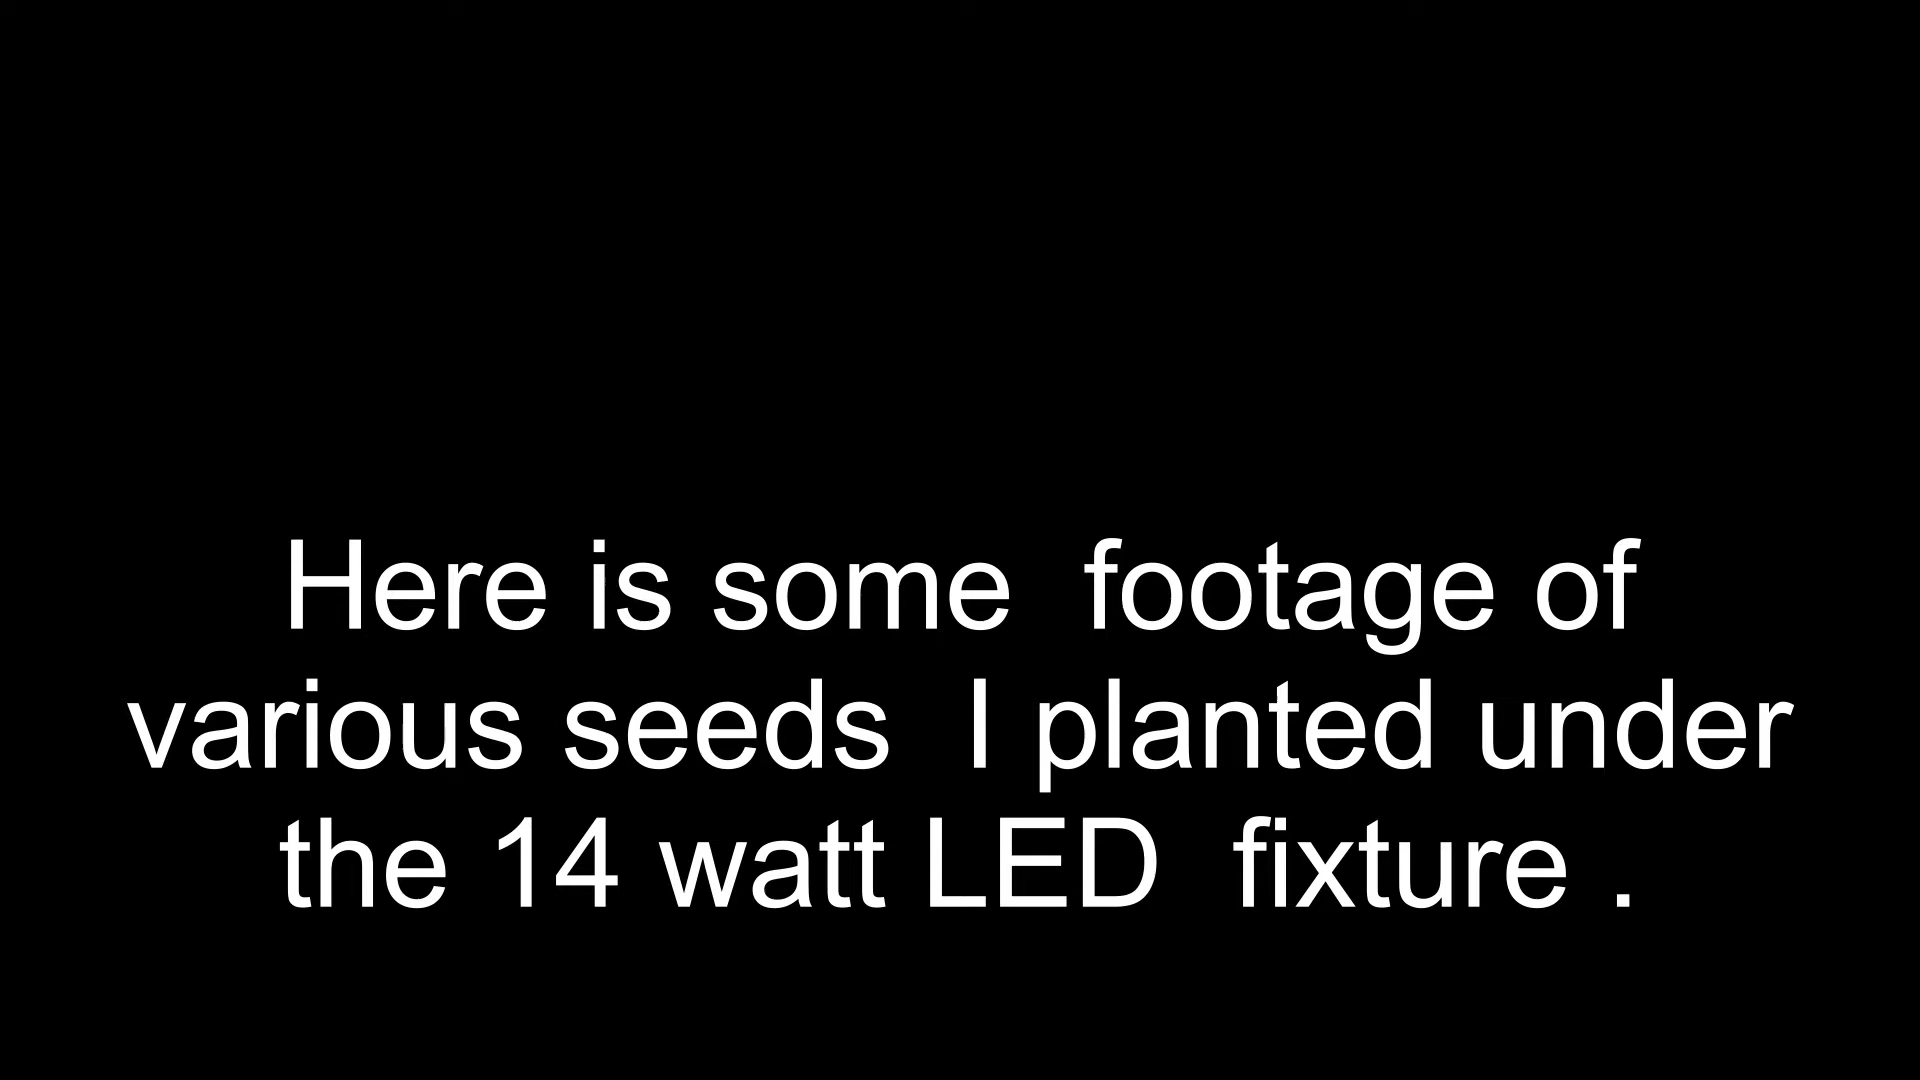 Here is some  footage of
various seeds  I planted under
the 14 watt LED  fixture .